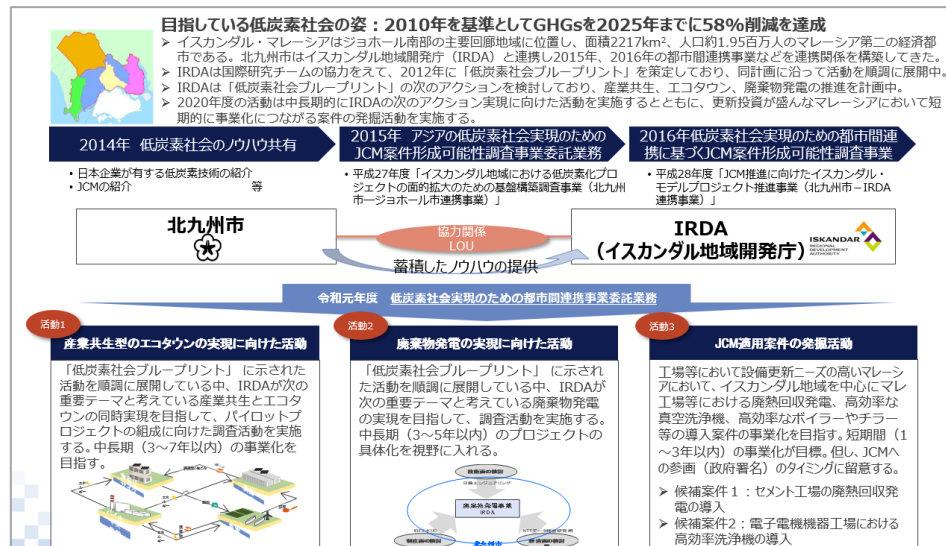 目指している低炭素社会の姿：2010年を基準としてGHGsを2025年までに58%削減を達成
➢ イスカンダル・マレーシアはジョホール南部の主要回廊地域に位置し、面積2217km²、人口約1.95百万人のマレーシア第二の経済都
市である。北九州市はイスカンダル地域開発庁（IRDA）と連携し2015年、2016年の都市間連携事業などを連携関係を構築してきた。
➢ IRDAは国際研究チームの協力をえて、2012年に「低炭素社会ブループリント」を策定しており、同計画に沿って活動を順調に展開中。
➢ IRDAは「低炭素社会ブループリント」の次のアクションを検討しており、産業共生、エコタウン、廃棄物発電の推進を計画中。
➢ 2020年度の活動は中長期的にIRDAの次のアクション実現に向けた活動を実施するとともに、更新投資が盛んなマレーシアにおいて短
期的に事業化につながる案件の発掘活動を実施する。
2014年 低炭素社会のノウハウ共有
2015年 アジアの低炭素社会実現のための
JCM案件形成可能性調査事業委託業務
2016年低炭素社会実現のための都市間連
携に基づくJCM案件形成可能性調査事業
・日本企業が有する低炭素技術の紹介
・JCMの紹介 等
・平成27年度「イスカンダル地域における低炭素化プロ
ジェクトの面的拡大のための基盤構築調査事業（北九州
市ージョホール市連携事業）」
・平成28年度「JCM推進に向けたイスカンダル・
モデルプロジェクト推進事業（北九州市－IRDA
連携事業）」
北九州市
協力関係
LOU
蓄積したノウハウの提供
IRDA
（イスカンダル地域開発庁）
ISKANDAR
REGIONAL
DEVELOPMENT
AUTHORITY
令和元年度 低炭素社会実現のための都市間連携事業委託業務
活動1
産業共生型のエコタウンの実現に向けた活動
「低炭素社会ブループリント」 に示された
活動を順調に展開している中、IRDAが次の
重要テーマと考えている産業共生とエコタ
ウンの同時実現を目指して、パイロットプ
ロジェクトの組成に向けた調査活動を実施
する。中長期（3～7年以内）の事業化を
目指す。
活動2
廃棄物発電の実現に向けた活動
「低炭素社会ブループリント」 に示され
た活動を順調に展開している中、IRDAが
次の重要テーマと考えている廃棄物発電
の実現を目指して、調査活動を実施する。
中長期（3～5年以内）のプロジェクトの
具体化を視野に入れる。
廃棄物発電事業
IRDA
活動3
JCM適用案件の発掘活動
工場等において設備更新ニーズの高いマレーシ
アにおいて、イスカンダル地域を中心にマレ
工場等における廃熱回収発電、高効率な
真空洗浄機、高効率なボイラーやチラー
等の導入案件の事業化を目指す。短期間（1
～3年以内）の事業化が目標。但し、JCMへ
の参画（政府署名）のタイミングに留意する。
➢ 候補案件１：セメント工場の廃熱回収発
電の導入
➢ 候補案件2：電子電機機器工場における
高効率洗浄機の導入